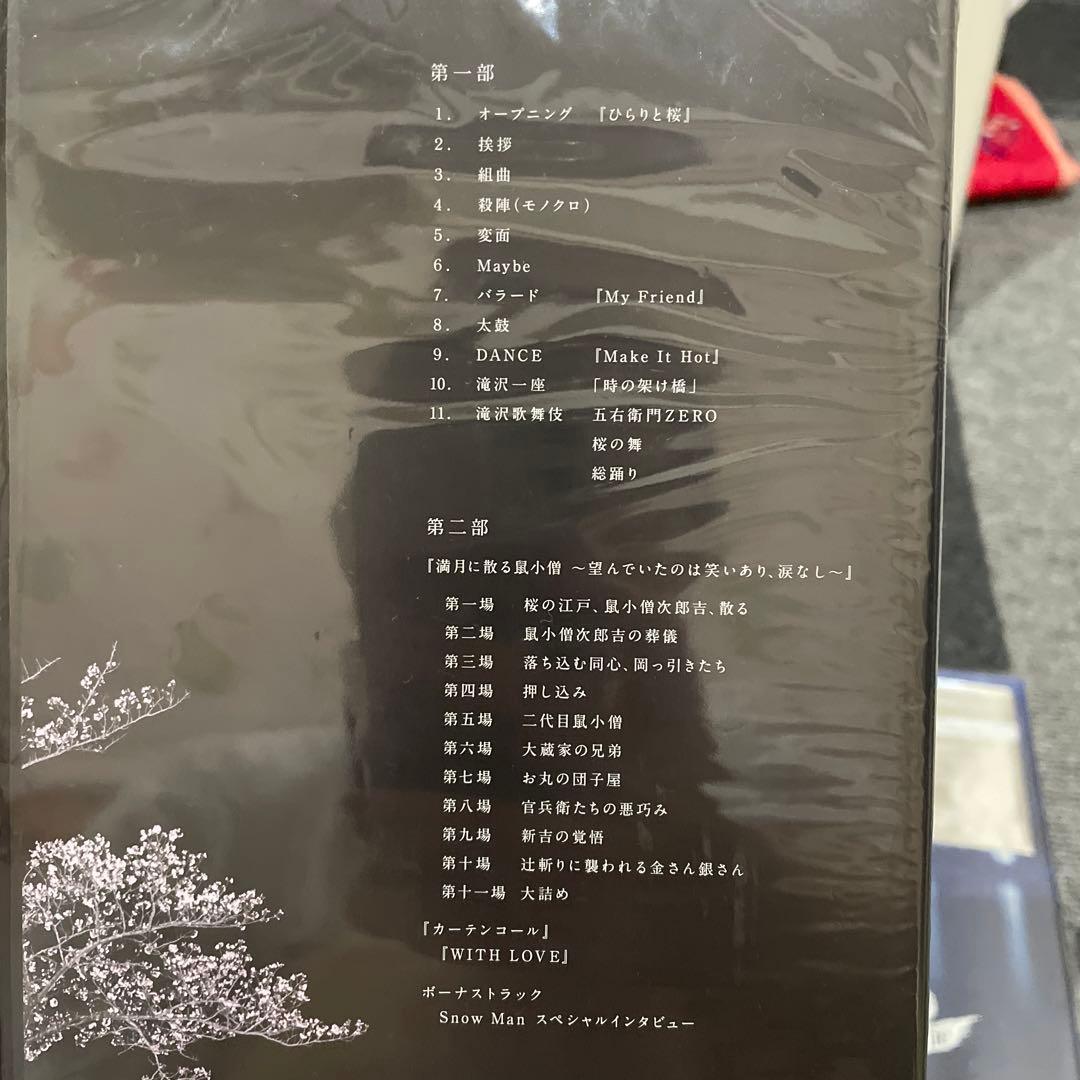 第一部
1. オープニング 『ひらりと桜』
2. 挨拶
3. 組曲
4. 殺陣(モノクロ)
5. 変面
6. Maybe
7. バラード 『My Friend』
8. 太鼓
9. DANCE 『Make It Hot』
10. 滝沢一座 「時の架け橋」
11. 滝沢歌舞伎 五右衛門ZERO
桜の舞
総踊り
第二部
『満月に散る鼠小僧 ～望んでいたのは笑いあり、涙なし～』
第一場 桜の江戸、鼠小僧次郎吉、散る
第二場 鼠小僧次郎吉の葬儀
第三場 落ち込む同心、岡っ引きたち
第四場 押し込み
第五場 二代目鼠小僧
第六場 大蔵家の兄弟
第七場 お丸の団子屋
第八場 官兵衛たちの悪巧み
第九場 新吉の覚悟
第十場 辻斬りに襲われる金さん銀さん
第十一場 大詰め
『カーテンコール』
『WITH LOVE』
ボーナストラック
Snow Man スペシャルインタビュー